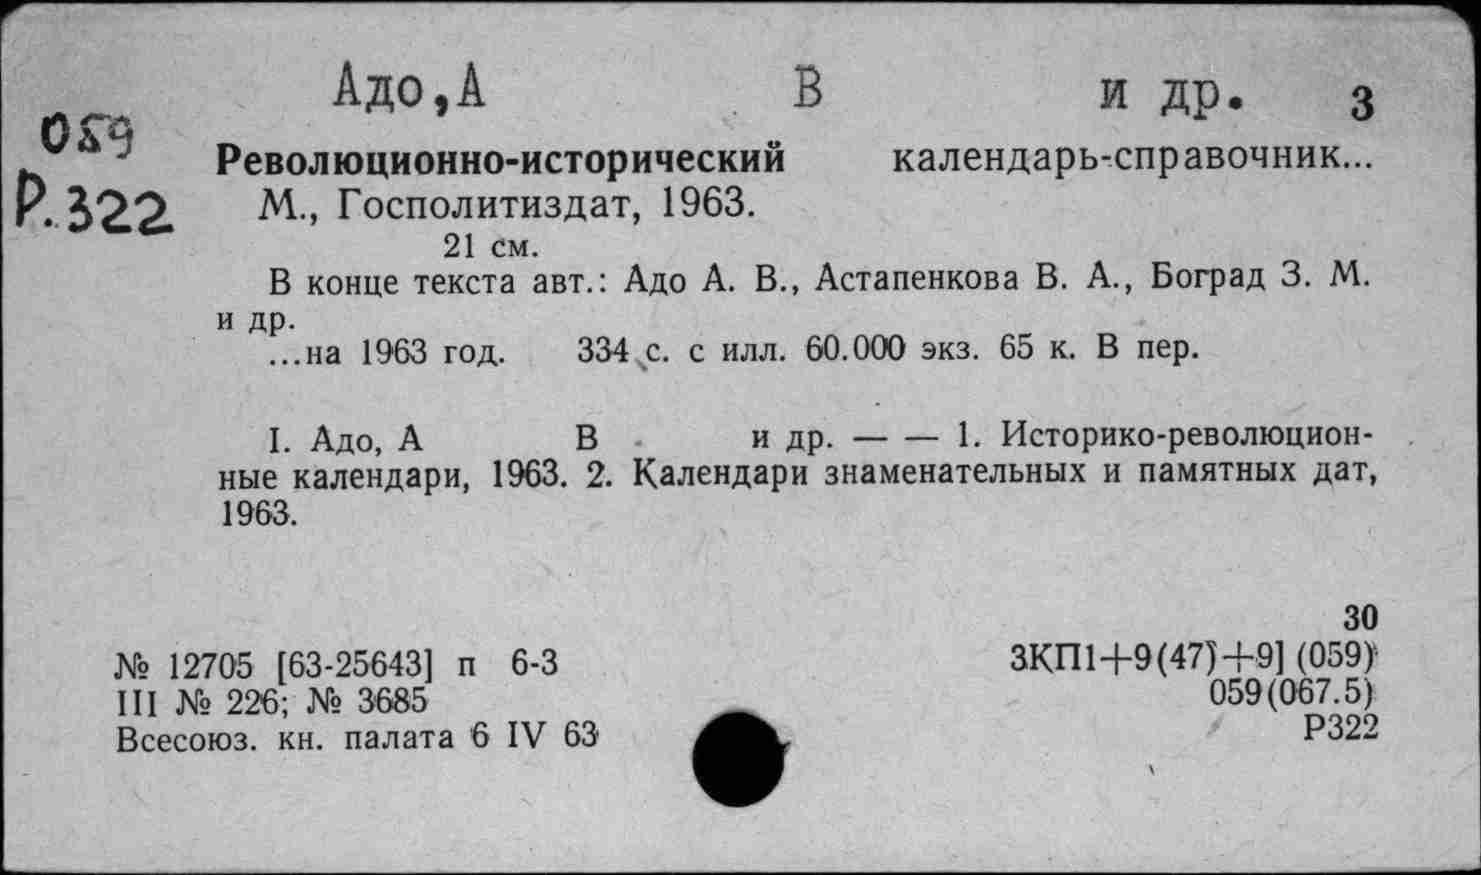 Адо,А В и др. 3
059
Р.322
Революционно-исторический календарь-справочник...
М., Госполитиздат, 1963.
21 см.
В конце текста авт.: Адо А. В., Астапенкова В. А., Боград З. М.
и др.
...на 1963 год. 334 с. с илл. 60.000 экз. 65 к. В пер.
I. Адо, А В и др. — — 1. Историко-революцион-
ные календари, 1963. 2. Календари знаменательных и памятных дат,
1963.
30
№ 12705 [63-25643] п 6-3
3КП1+9(47)+9] (059)
III № 226; № 3685
059(067.5)
Всесоюз. кн. палата 6 IV 63
Р322